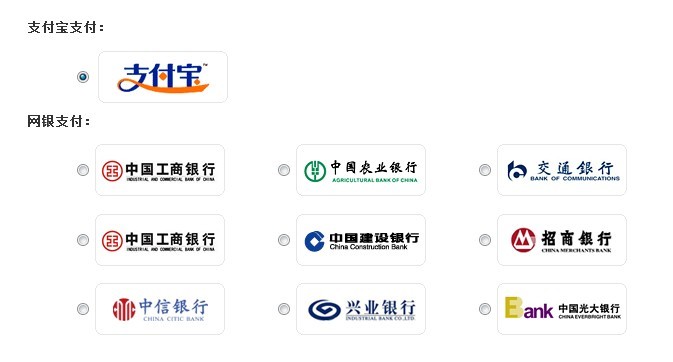 支付宝支付：
支付宝™
网银支付：
中国工商银行
INDUSTRIAL AND COMMERCIAL BANK OF CHINA
中国农业银行
AGRICULTURAL BANK OF CHINA
交通銀行
BANK OF COMMUNICATIONS
中国工商银行
INDUSTRIAL AND COMMERCIAL BANK OF CHINA
中国建设银行
China Construction Bank
招商銀行
CHINA MERCHANTS BANK
中信银行
CHINA CITIC BANK
兴业银行
INDUSTRIAL BANK CO.,LTD.
Bank
中国光大银行
CHINA EVERBRIGHT BANK